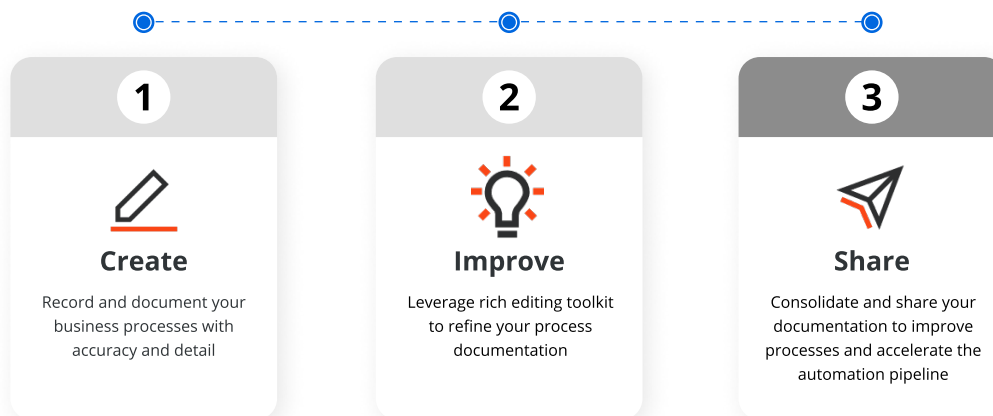 1
Create
Record and document your
business processes with
accuracy and detail
2
Improve
Leverage rich editing toolkit
to refine your process
documentation
3
Share
Consolidate and share your
documentation to improve
processes and accelerate the
automation pipeline